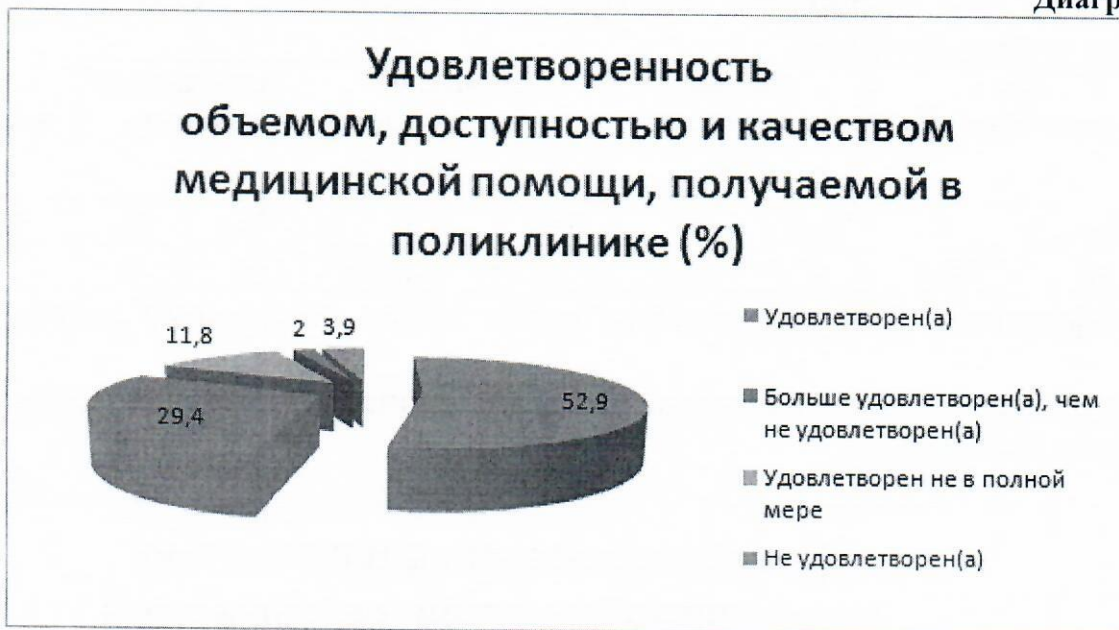 Удовлетворенность
объемом, доступностью и качеством
медицинской помощи, получаемой в
поликлинике (%)
11,8
2
3,9
29,4
52,9
Удовлетворен(а)
Больше удовлетворен(а), чем
не удовлетворен(а)
Удовлетворен не в полной
мере
Не удовлетворен(а)